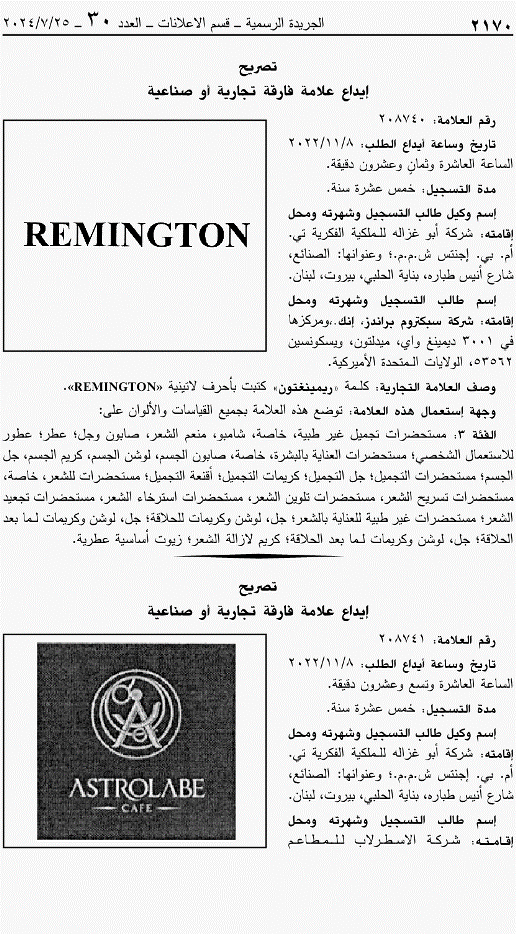 ٢١٧٠
الجريدة الرسمية ــ قسم الاعلانات ــ العدد ٣٠ ــ ٢٠٢٤/٧/٢٥
تصريح
إيداع علامة فارقة تجارية أو صناعية
رقم العلامة: ٢٠٨٧٤٠
تاريخ وساعة أيداع الطلب: ٢٠٢٢/١١/٨
الساعة العاشرة وثمانٍ وعشرون دقيقة.
مدة التسجيل: خمس عشرة سنة.
إسم وكيل طالب التسجيل وشهرته ومحل
إقامته: شركة أبو غزاله للملكية الفكرية تي.
أم. بي. إجنتس ش.م.م.؛ وعنوانها: الصنائع،
شارع أنيس طباره، بناية الحلبي، بيروت، لبنان.
إسم طالب التسجيل وشهرته ومحل
إقامته: شركة سبكتروم براندز، إنك.،ومركزها
في ٣٠٠١ ديمينغ واي، ميدلتون، ويسكونسين
٥٣٥٦٢، الولايات المتحدة الأميركية.
REMINGTON
وصف العلامة التجارية: كلمة «ريمينغتون» كتبت بأحرف لاتينية «REMINGTON».
وجهة إستعمال هذه العلامة: توضع هذه العلامة بجميع القياسات والألوان على:
الفئة ٣: مستحضرات تجميل غير طبية، خاصة، شامبو، منعم الشعر، صابون وجل؛ عطر؛ عطور
للاستعمال الشخصي؛ مستحضرات العناية بالبشرة، خاصة، صابون الجسم، لوشن الجسم، كريم الجسم، جل
الجسم؛ مستحضرات التجميل؛ جل التجميل؛ كريمات التجميل؛ أقنعة التجميل؛ مستحضرات للشعر، خاصة،
مستحضرات تسريح الشعر، مستحضرات تلوين الشعر، مستحضرات استرخاء الشعر، مستحضرات تجعيد
الشعر؛ مستحضرات غير طبية للعناية بالشعر؛ جل، لوشن وكريمات للحلاقة؛ جل، لوشن وكريمات لما بعد
الحلاقة؛ جل، لوشن وكريمات لما بعد الحلاقة؛ كريم لازالة الشعر؛ زيوت أساسية عطرية.
تصريح
إيداع علامة فارقة تجارية أو صناعية
رقم العلامة: ٢٠٨٧٤١
تاريخ وساعة أيداع الطلب: ٢٠٢٢/١١/٨
الساعة العاشرة وتسع وعشرون دقيقة.
مدة التسجيل: خمس عشرة سنة.
إسم وكيل طالب التسجيل وشهرته ومحل
إقامته: شركة أبو غزاله للملكية الفكرية تي.
أم. بي. إجنتس ش.م.م.؛ وعنوانها: الصنائع،
شارع أنيس طباره، بناية الحلبي، بيروت، لبنان.
إسم طالب التسجيل وشهرته ومحل
إقامته: شركة الاسطرلاب للمطاعم
ASTROLABE
CAFE